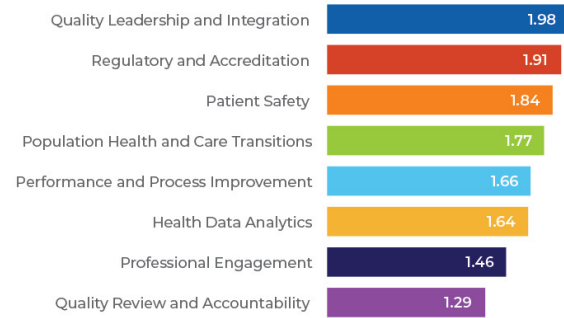 Quality Leadership and Integration 1.98
Regulatory and Accreditation 1.91
Patient Safety 1.84
Population Health and Care Transitions 1.77
Performance and Process Improvement 1.66
Health Data Analytics 1.64
Professional Engagement 1.46
Quality Review and Accountability 1.29